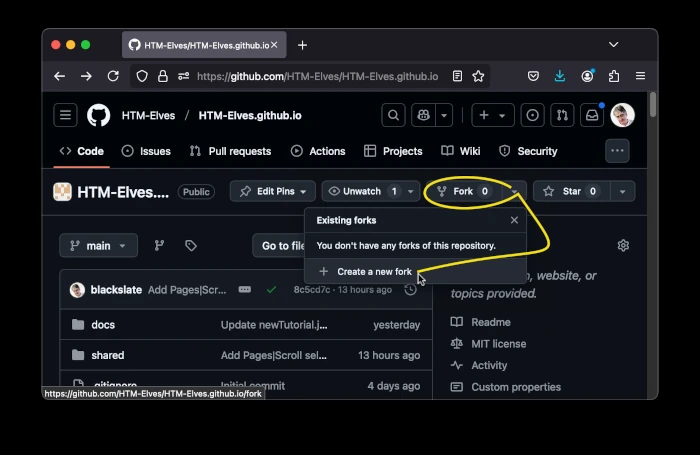 HTM-Elves/HTM-Elves.github.io
https://github.com/HTM-Elves/HTM-Elves.github.io
HTM-Elves / HTM-Elves.github.io
Code Issues Pull requests Actions Projects Wiki Security
HTM-Elves.... Public Edit Pins Unwatch 1 Fork 0 Star 0
Existing forks
You don't have any forks of this repository.
main Go to file
Create a new fork
website, or
topics provided.
blackslate Add Pages|Scr... 8c5cd7c · 13 hours ago
Readme
docs Update newTutorial.j... yesterday
MIT license
shared Add Pages|Scroll sel... 13 hours ago
Activity
.gitignore Initial commit 4 days ago
Custom properties
https://github.com/HTM-Elves/HTM-Elves.github.io/fork